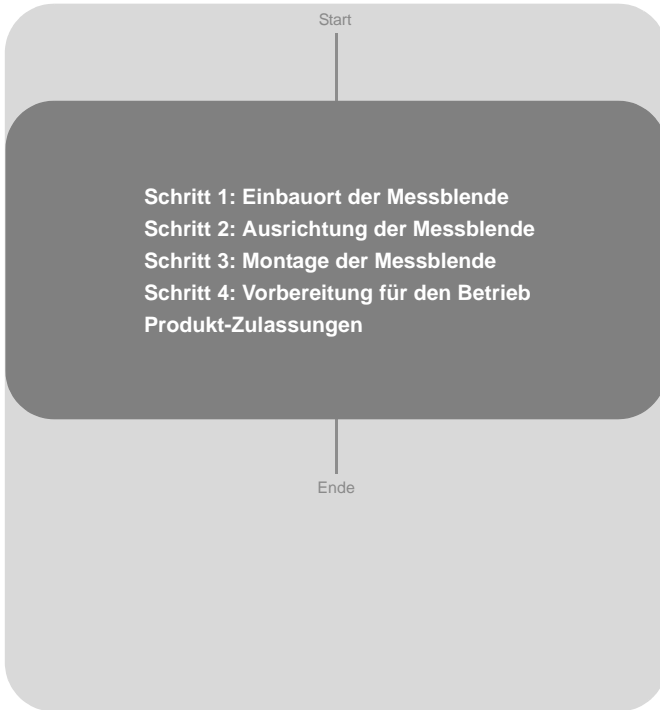 Start
Schritt 1: Einbauort der Messblende
Schritt 2: Ausrichtung der Messblende
Schritt 3: Montage der Messblende
Schritt 4: Vorbereitung für den Betrieb
Produkt-Zulassungen
Ende